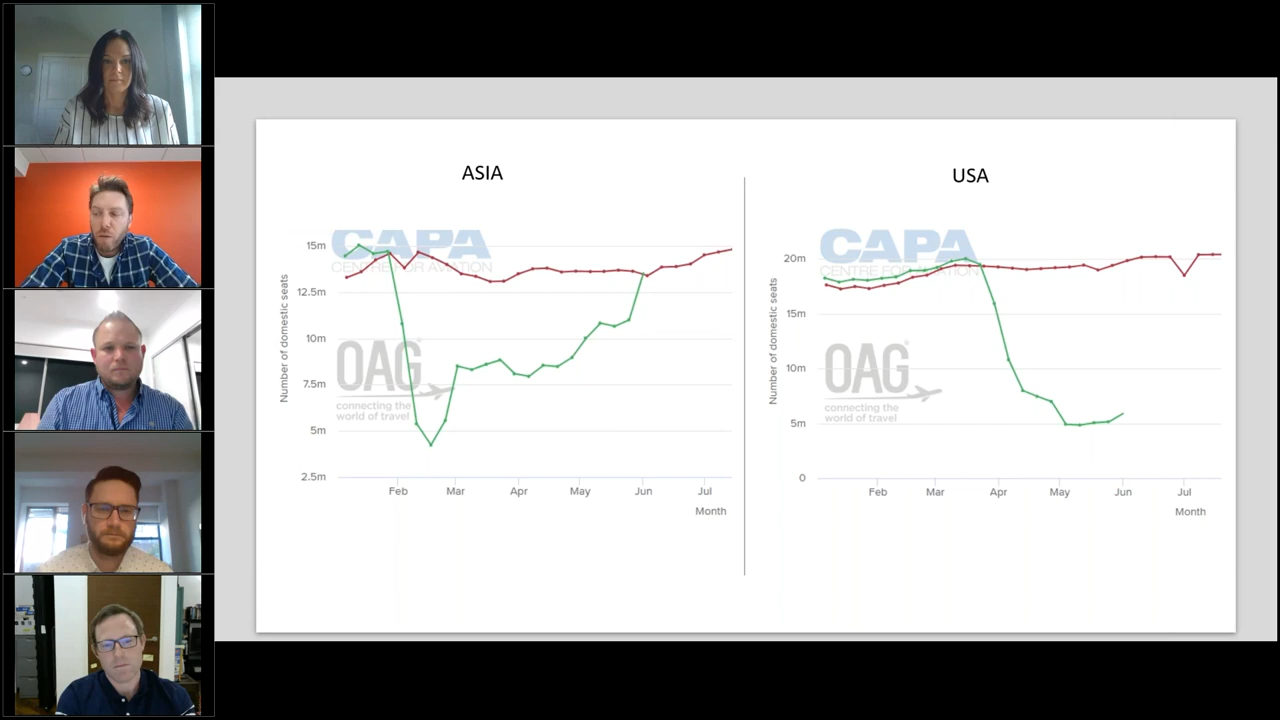 ASIA
CAPA
CENTRE FOR AVIATION
OAG
connecting the
world of travel
Number of domestic seats
15m
12.5m
10m
7.5m
5m
2.5m
Feb
Mar
Apr
May
Jun
Jul
Month
USA
CAPA
CENTRE FOR AVIATION
OAG
connecting the
world of travel
Number of domestic seats
20m
15m
10m
5m
0
Feb
Mar
Apr
May
Jun
Jul
Month